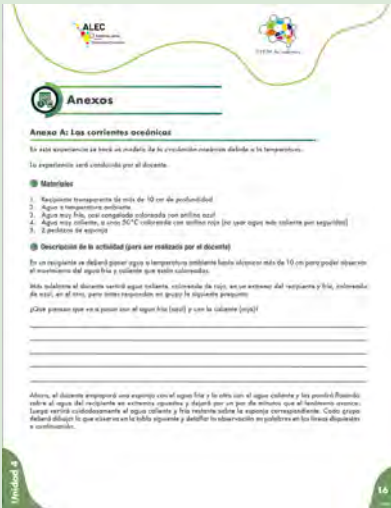 ALEC
Anexos
Anexo A: Las corrientes oceánicas
En esta experiencia se hará un modelo de la circulación oceánica debida a la temperatura.
La experiencia será conducida por el docente.
Materiales
1. Recipiente transparente de más de 10 cm de profundidad
2. Agua a temperatura ambiente
3. Agua muy fría, casi congelada coloreada con anilina azul
4. Agua muy caliente, a unos 50°C coloreada con anilina roja (no usar agua más caliente por seguridad)
5. 2 pedazos de esponja
Descripción de la actividad (para ser realizada por el docente)
En un recipiente se deberá poner agua a temperatura ambiente hasta alcanzar más de 10 cm para poder observar
el movimiento del agua fría y caliente que están coloreadas.
Más adelante el docente verterá agua caliente, coloreada de rojo, en un extremo del recipiente y fría, coloreada
de azul, en el otro, pero antes respondan en grupo la siguiente pregunta:
¿Qué piensan que va a pasar con el agua fría (azul) y con la caliente (roja)?
Ahora, el docente empapará una esponja con el agua fría y la otra con el agua caliente y las pondrá flotando
sobre el agua del recipiente en extremos opuestos y dejará por un par de minutos que el fenómeno avance.
Luego verterá cuidadosamente el agua caliente y fría restante sobre la esponja correspondiente. Cada grupo
deberá dibujar lo que observa en la tabla siguiente y detallar la observación en palabras en las líneas dispuestas
a continuación.
Unidad 4
16